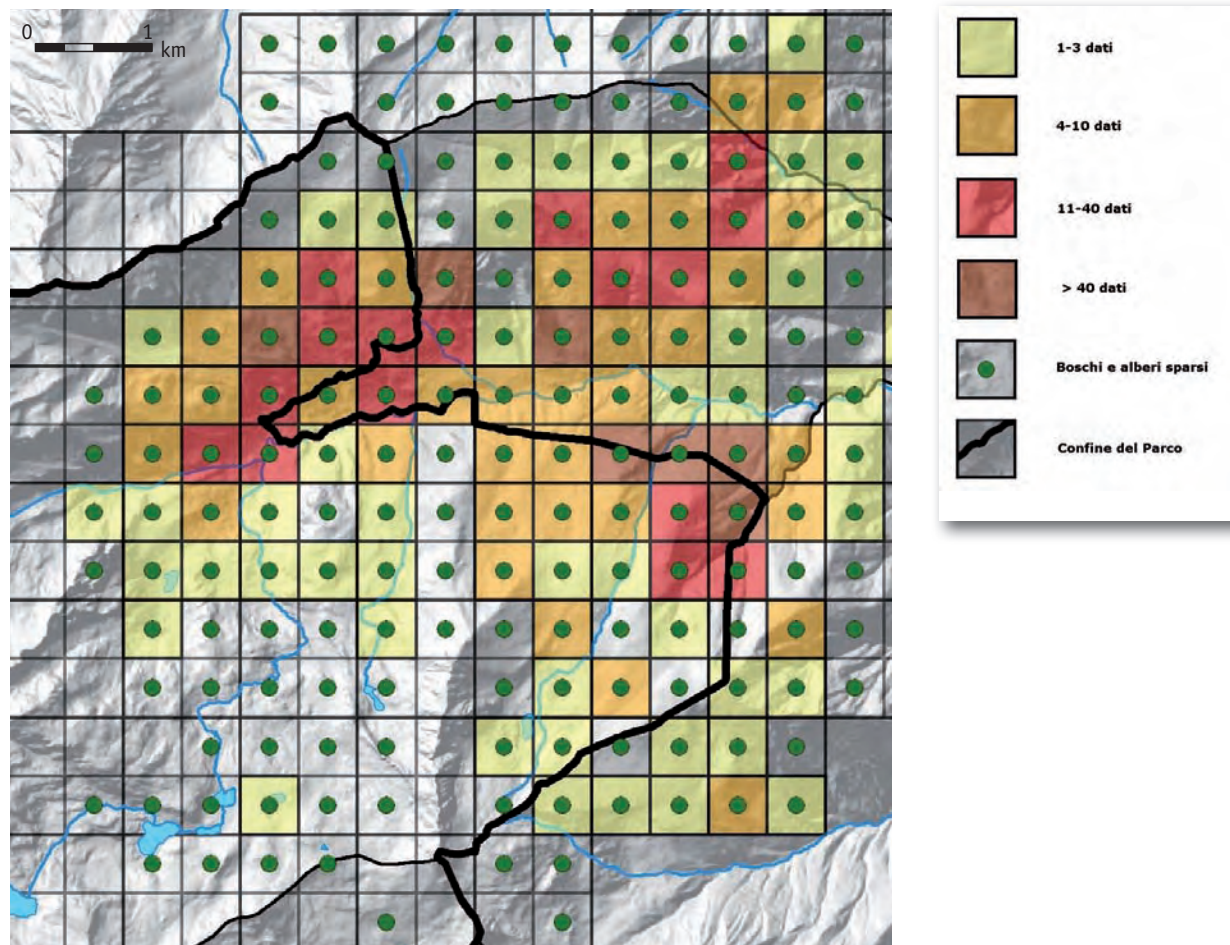 0 1
km
1-3 dati
4-10 dati
11-40 dati
> 40 dati
Boschi e alberi sparsi
Confine del Parco